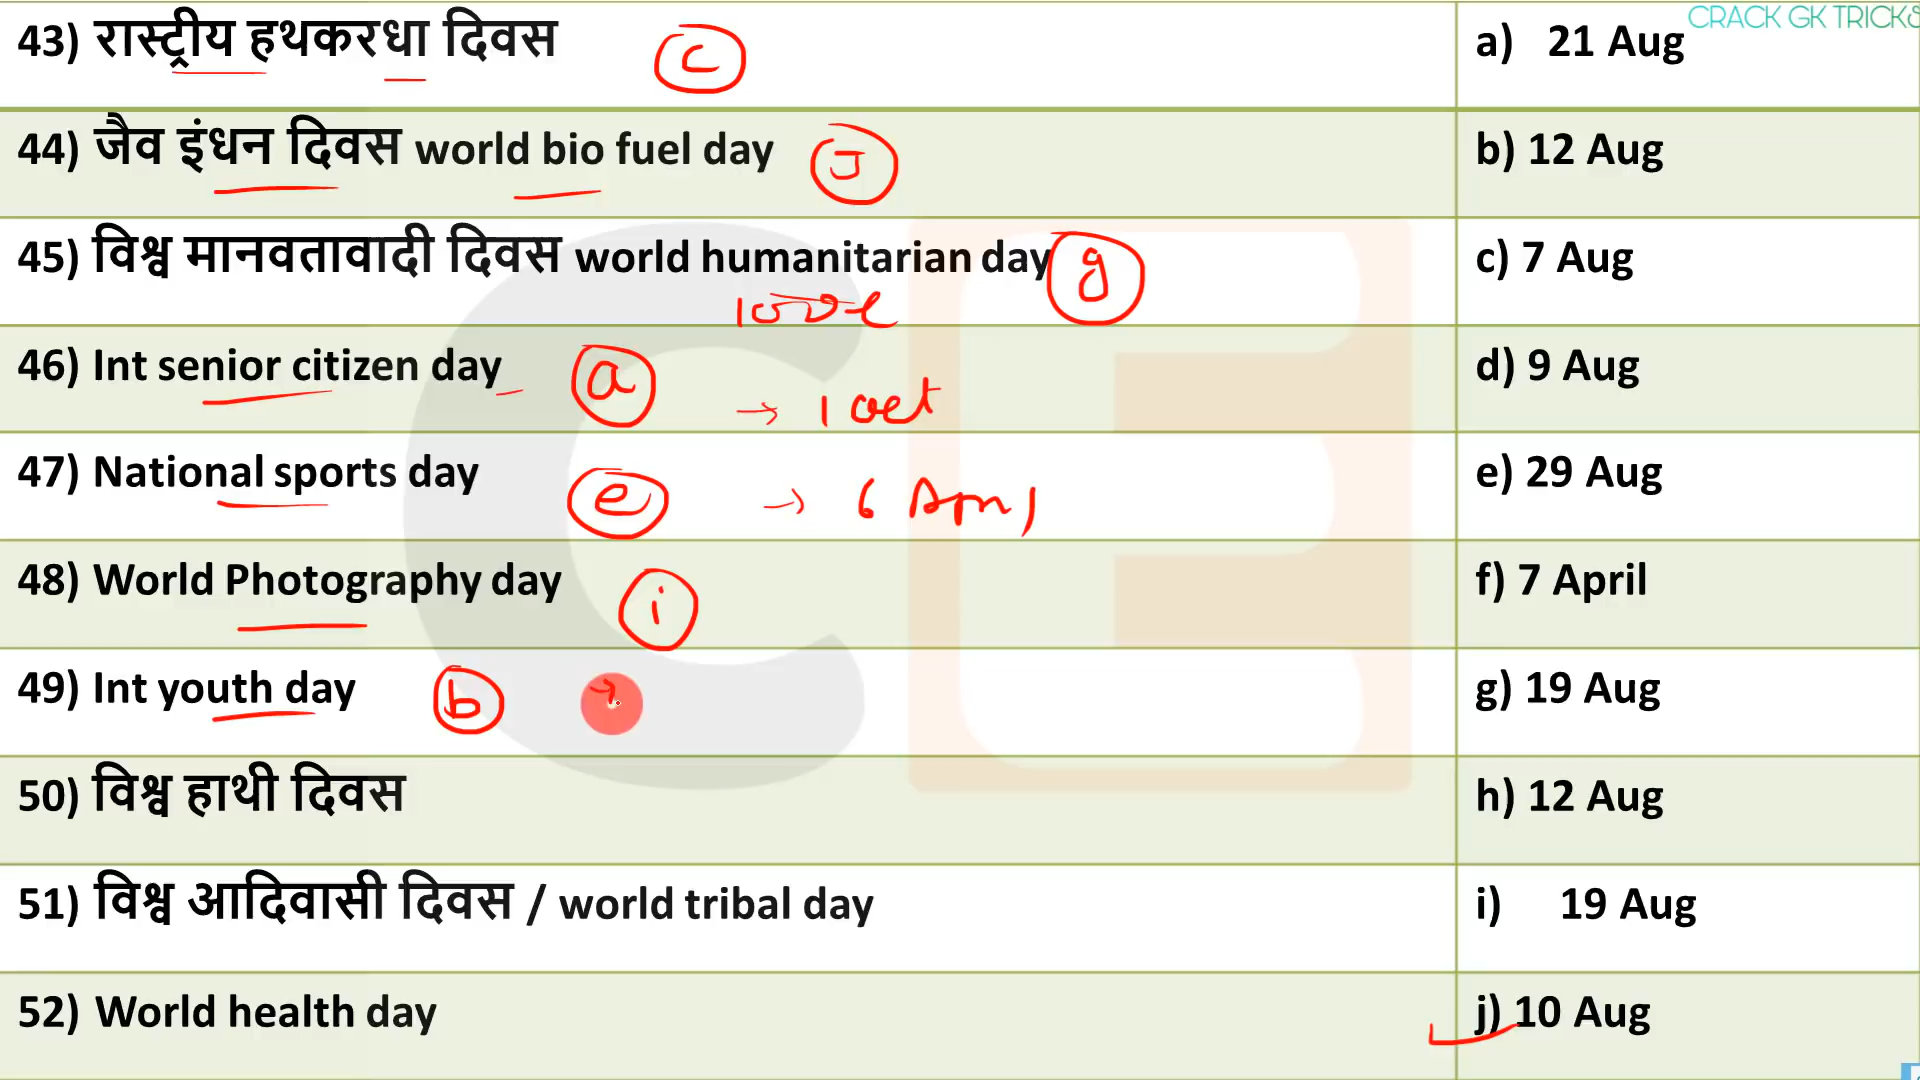 CRACK GK TRICKS
43) रास्ट्रीय हथकरधा दिवस c a) 21 Aug
44) जैव इंधन दिवस world bio fuel day J b) 12 Aug
45) विश्व मानवतावादी दिवस world humanitarian day g c) 7 Aug
46) Int senior citizen day a → 1 oct d) 9 Aug
47) National sports day e → 6 April e) 29 Aug
48) World Photography day i f) 7 April
49) Int youth day b g) 19 Aug
50) विश्व हाथी दिवस h) 12 Aug
51) विश्व आदिवासी दिवस / world tribal day i) 19 Aug
52) World health day j) 10 Aug